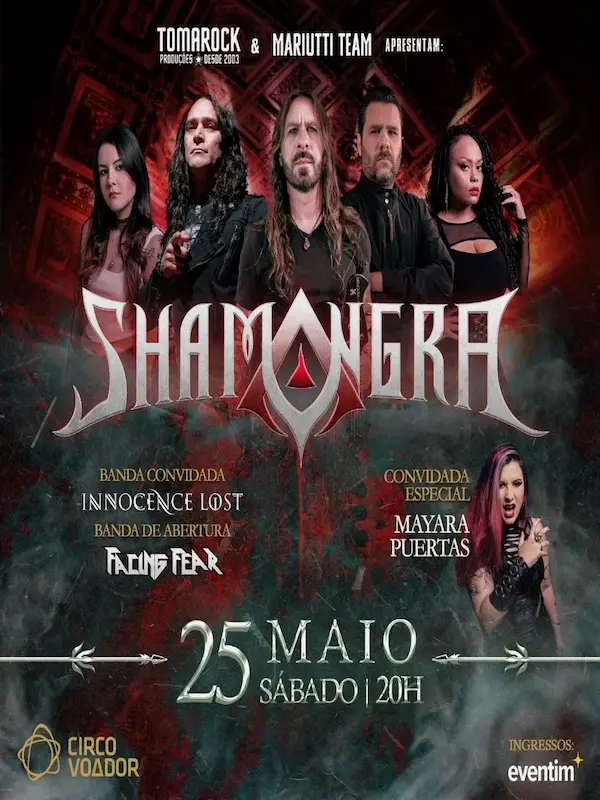 TOMAROCK
PRODUÇÕES ★ DESDE 2003
& MARIUTTI TEAM APRESENTAM:
SHAMANGRA
BANDA CONVIDADA
INNOCENCE LOST
BANDA DE ABERTURA
FACING FEAR
CONVIDADA
ESPECIAL
MAYARA
PUERTAS
25 MAIO
SÁBADO | 20H
CIRCO
VOADOR
INGRESSOS:
eventim